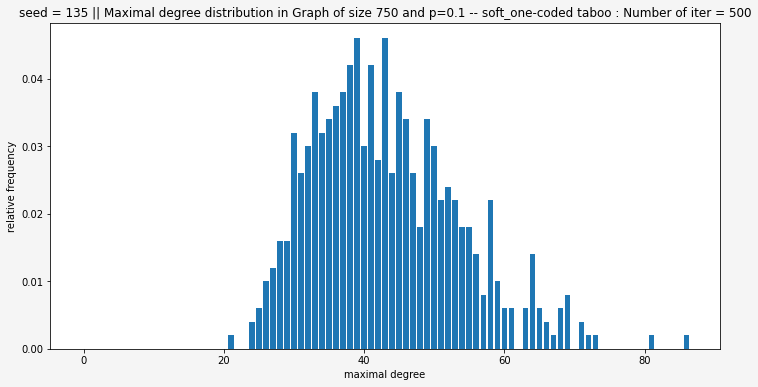 seed = 135 || Maximal degree distribution in Graph of size 750 and p=0.1 -- soft_one-coded taboo : Number of iter = 500
0.04
0.03
0.02
0.01
0.00
relative frequency
0 20 40 60 80
maximal degree